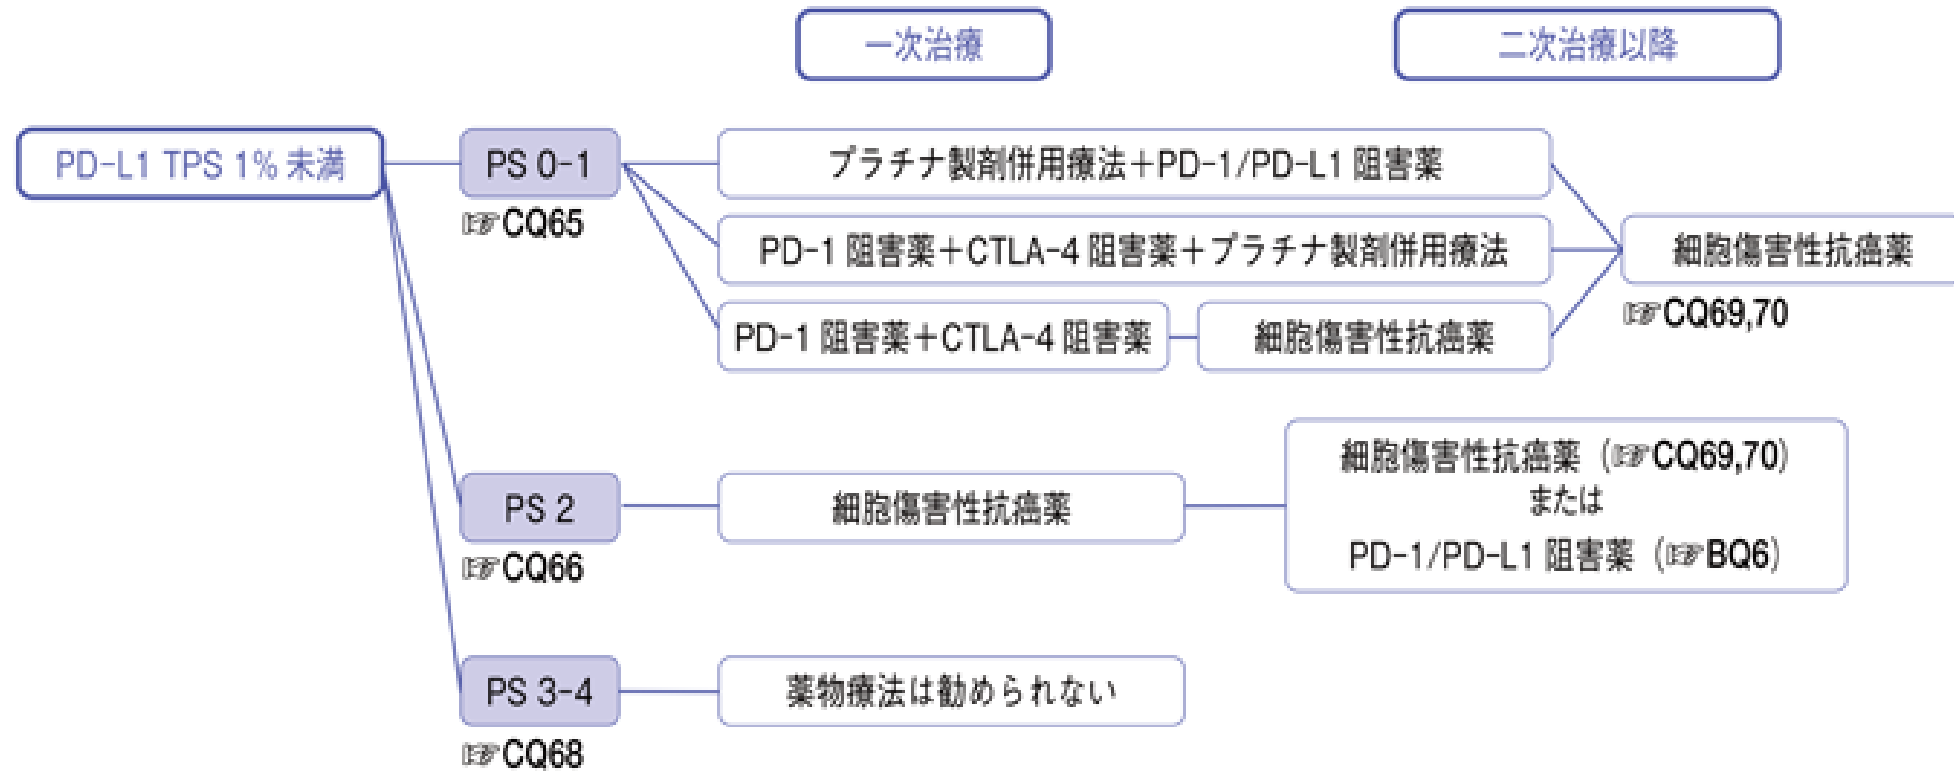 一次治療
二次治療以降
PD-L1 TPS 1% 未満
PS 0-1
☞CQ65
プラチナ製剤併用療法＋PD-1/PD-L1 阻害薬
PD-1 阻害薬＋CTLA-4 阻害薬＋プラチナ製剤併用療法
PD-1 阻害薬＋CTLA-4 阻害薬
細胞傷害性抗癌薬
細胞傷害性抗癌薬
☞CQ69,70
PS 2
☞CQ66
細胞傷害性抗癌薬
細胞傷害性抗癌薬（☞CQ69,70）
または
PD-1/PD-L1 阻害薬（☞BQ6）
PS 3-4
☞CQ68
薬物療法は勧められない